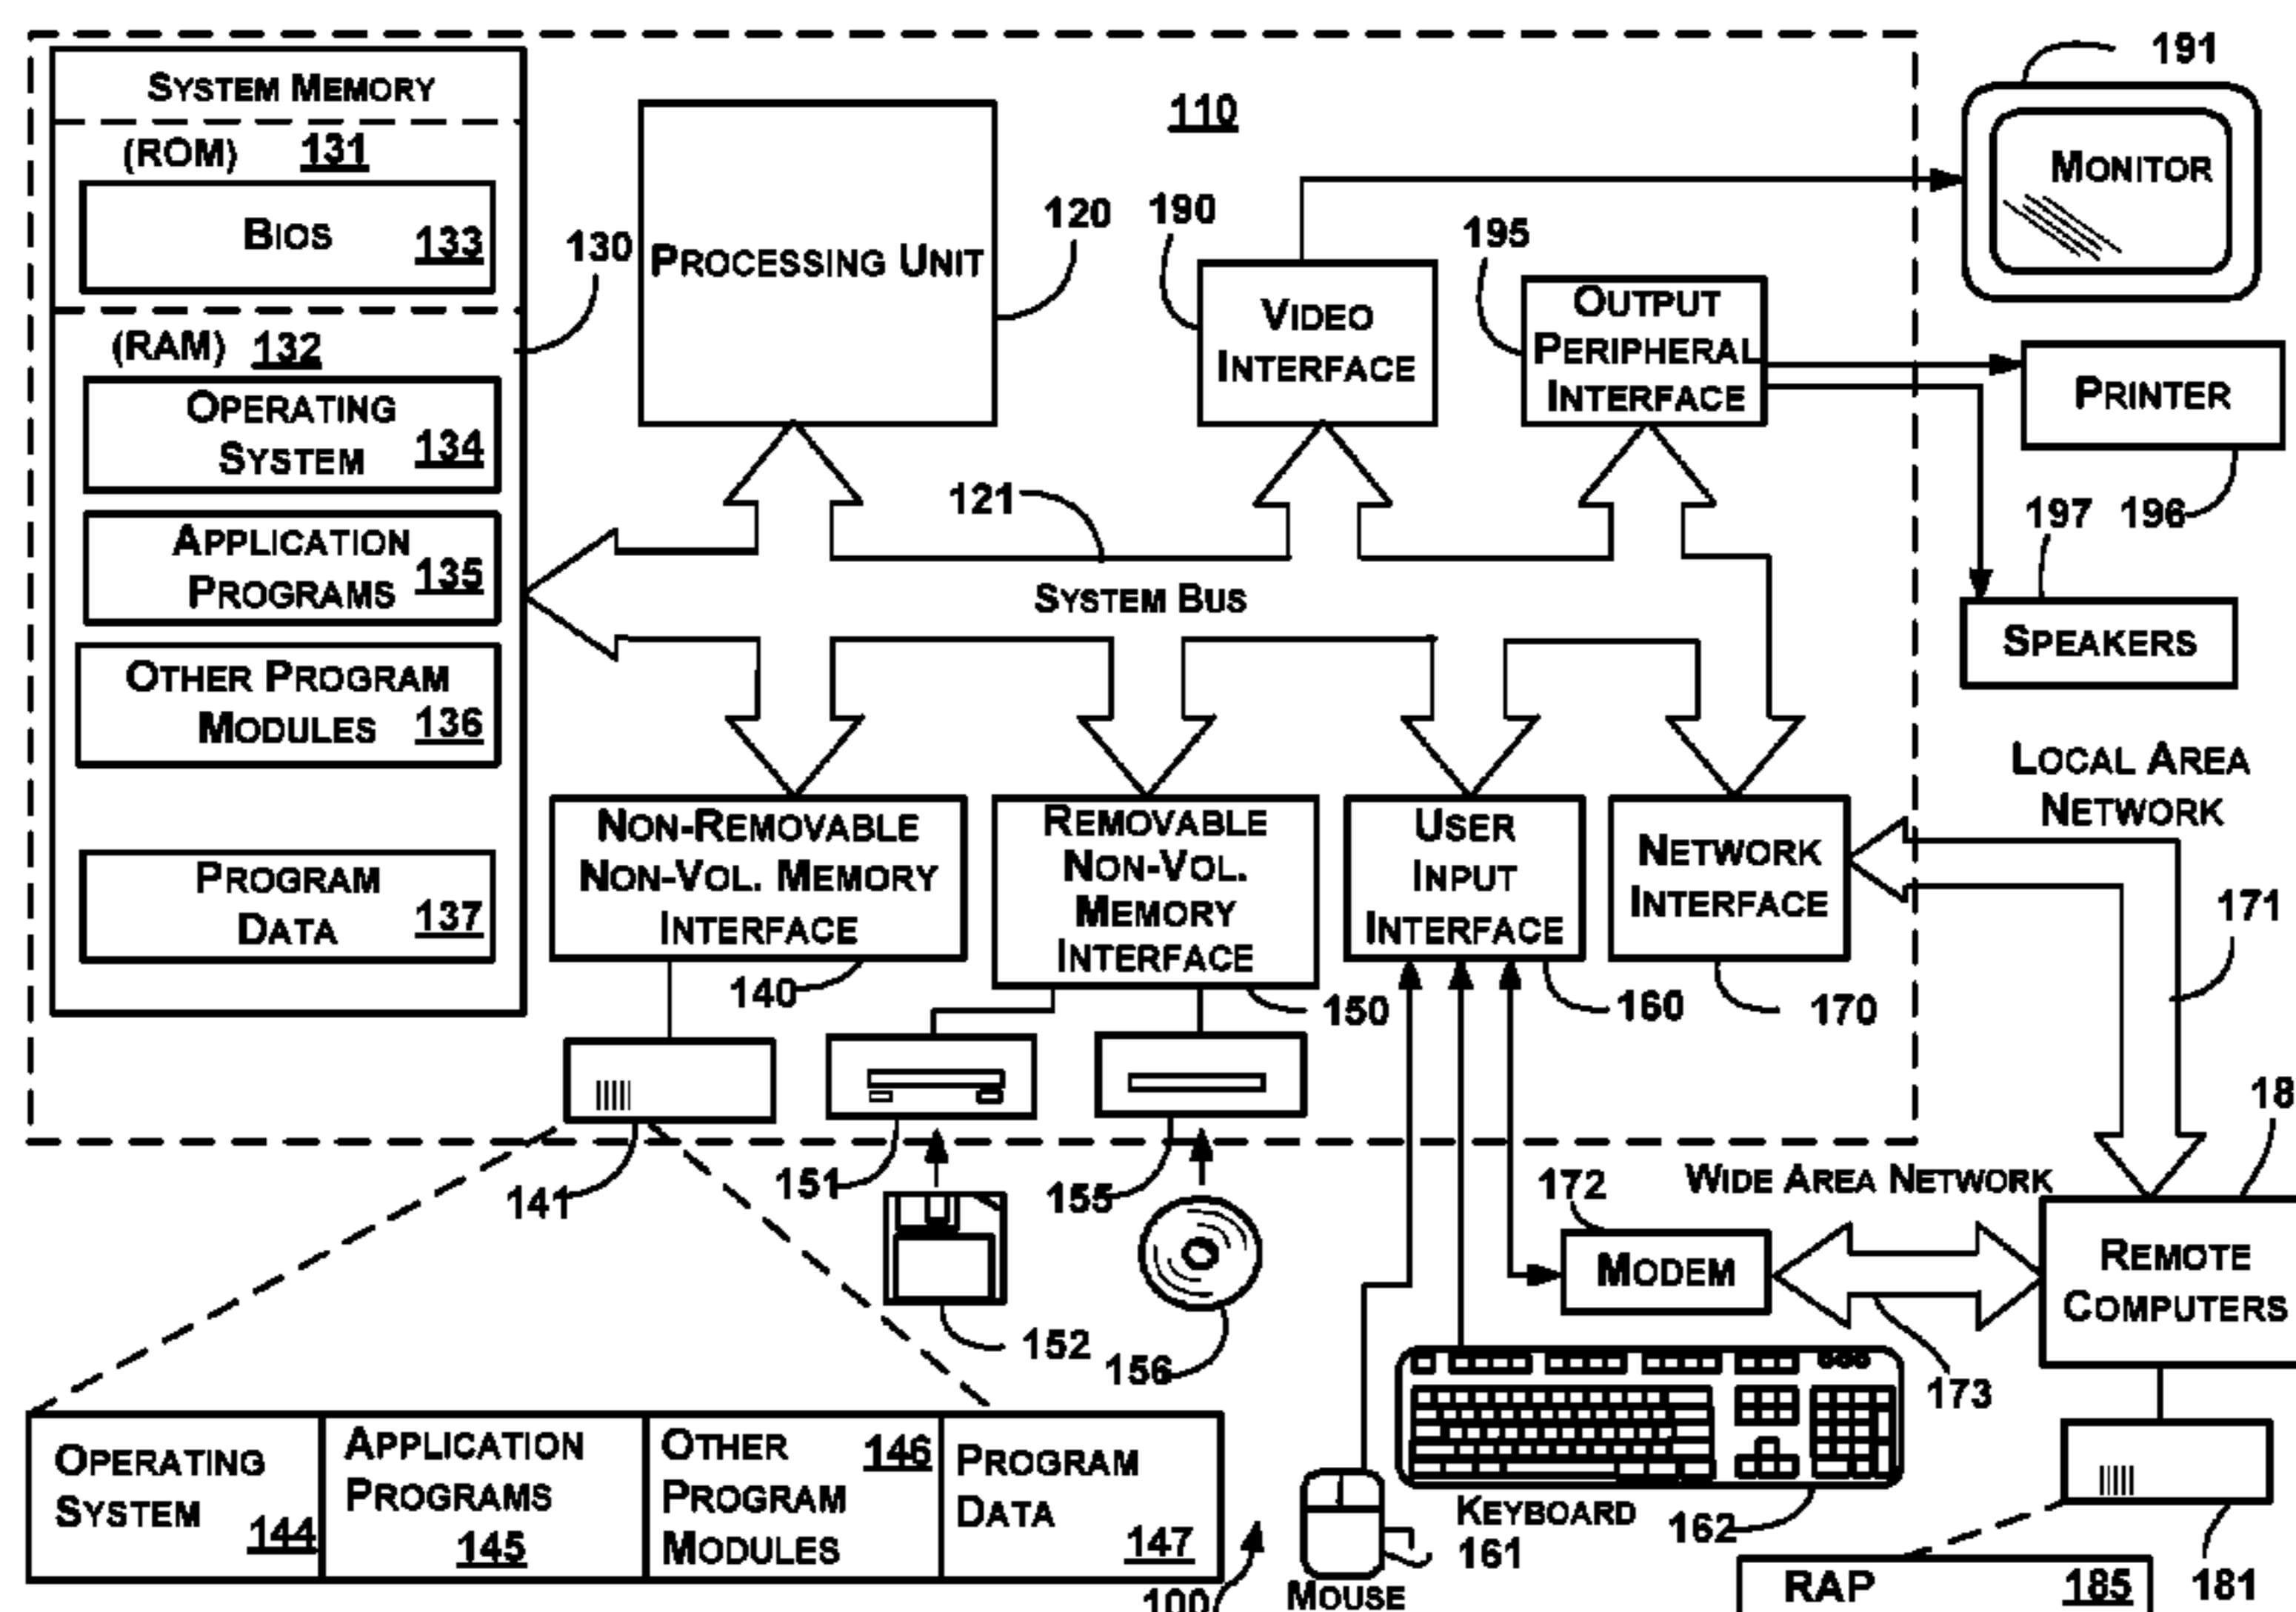 SYSTEM MEMORY
(ROM) 131
BIOS 133
130
(RAM) 132
OPERATING
SYSTEM 134
APPLICATION
PROGRAMS 135
OTHER PROGRAM
MODULES 136
PROGRAM
DATA 137
PROCESSING UNIT
120
110
190
VIDEO
INTERFACE
195
OUTPUT
PERIPHERAL
INTERFACE
191
MONITOR
PRINTER
196
197
SPEAKERS
121
SYSTEM BUS
NON-REMOVABLE
NON-VOL. MEMORY
INTERFACE
140
REMOVABLE
NON-VOL.
MEMORY
INTERFACE
150
USER
INPUT
INTERFACE
160
NETWORK
INTERFACE
170
LOCAL AREA
NETWORK
171
141
151
155
152
156
172
MODEM
WIDE AREA NETWORK
173
18
REMOTE
COMPUTERS
OPERATING
SYSTEM 144
APPLICATION
PROGRAMS
145
OTHER 146
PROGRAM
MODULES
PROGRAM
DATA
147
100
MOUSE
KEYBOARD
161
162
181
RAP 185